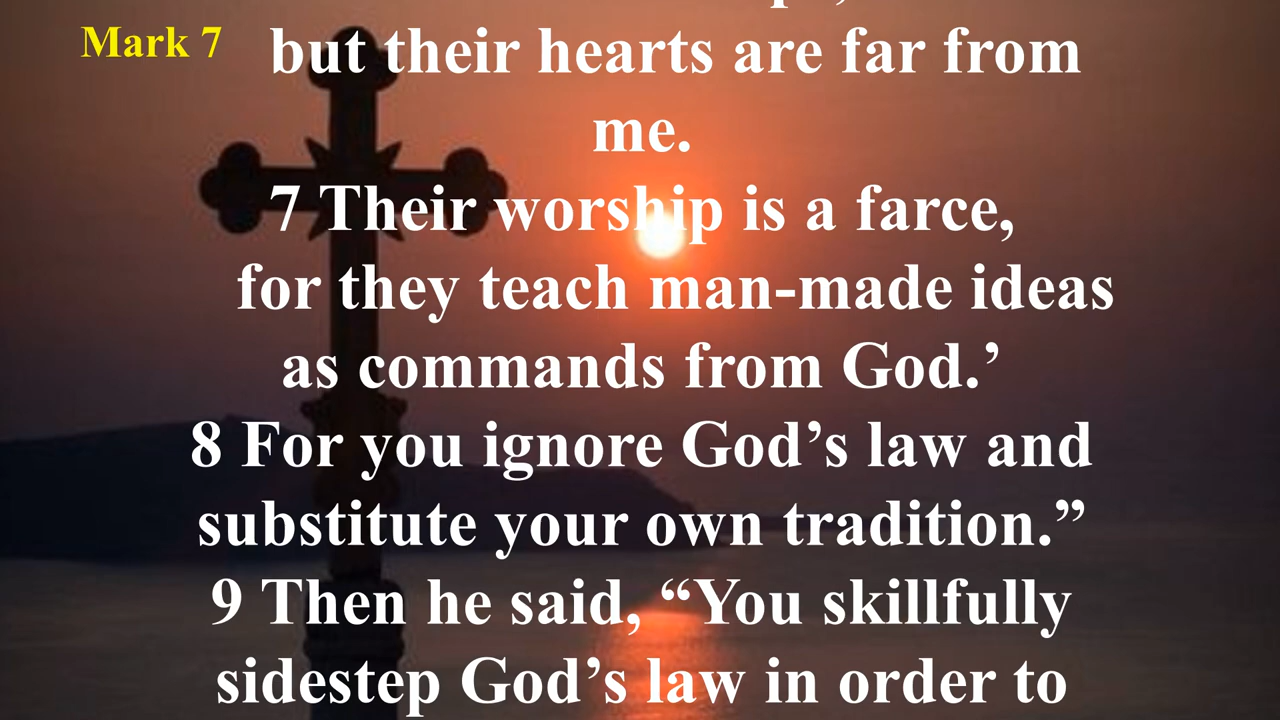 Mark 7
but their hearts are far from
me.
7 Their worship is a farce,
for they teach man-made ideas
as commands from God.’
8 For you ignore God’s law and
substitute your own tradition.”
9 Then he said, “You skillfully
sidestep God’s law in order to